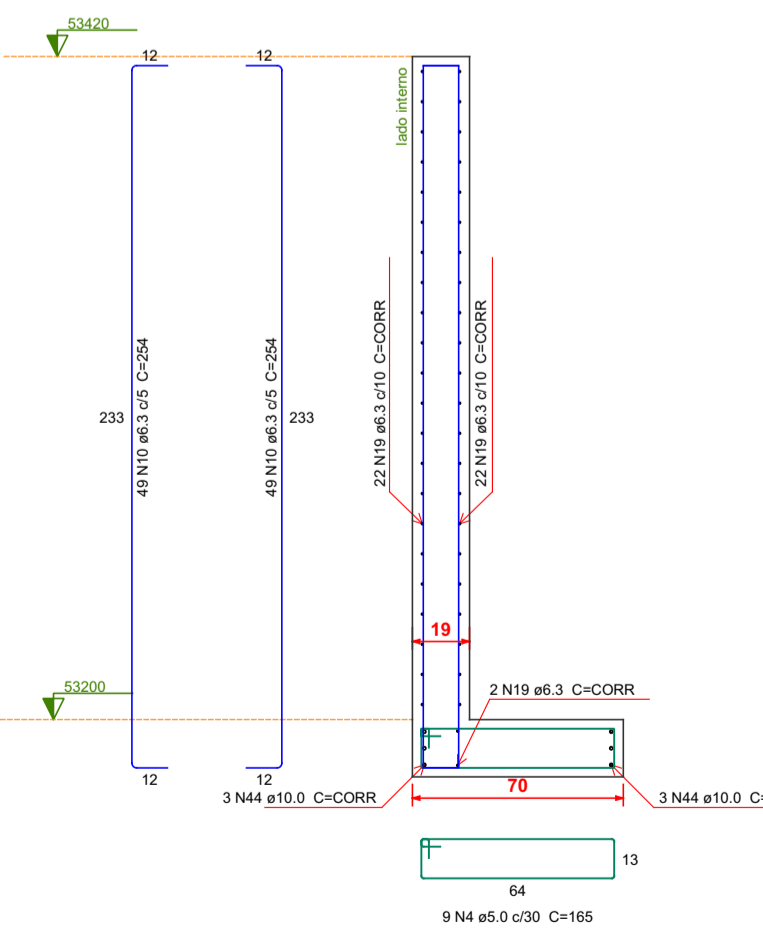 53420
12
12
lado interno
49 N10 ø6.3 c/5 C=254
233
49 N10 ø6.3 c/5 C=254
233
22 N19 ø6.3 c/10 C=CORR
22 N19 ø6.3 c/10 C=CORR
19
53200
2 N19 ø6.3 C=CORR
12
12
3 N44 ø10.0 C=CORR
70
3 N44 ø10.0 C=
13
64
9 N4 ø5.0 c/30 C=165